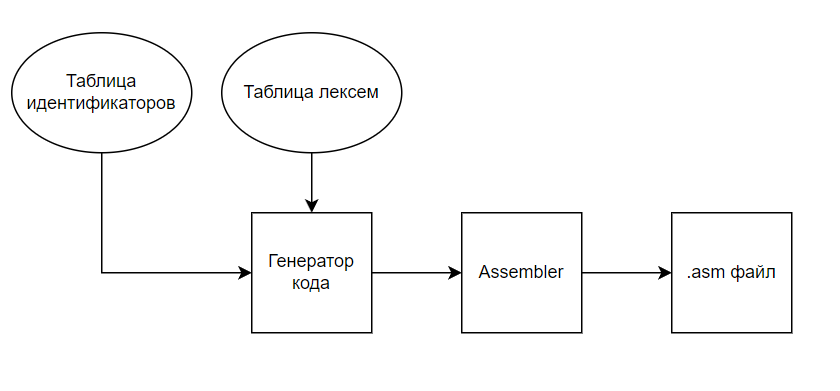 Таблица
идентификаторов
Таблица лексем
Генератор
кода
Assembler
.asm файл